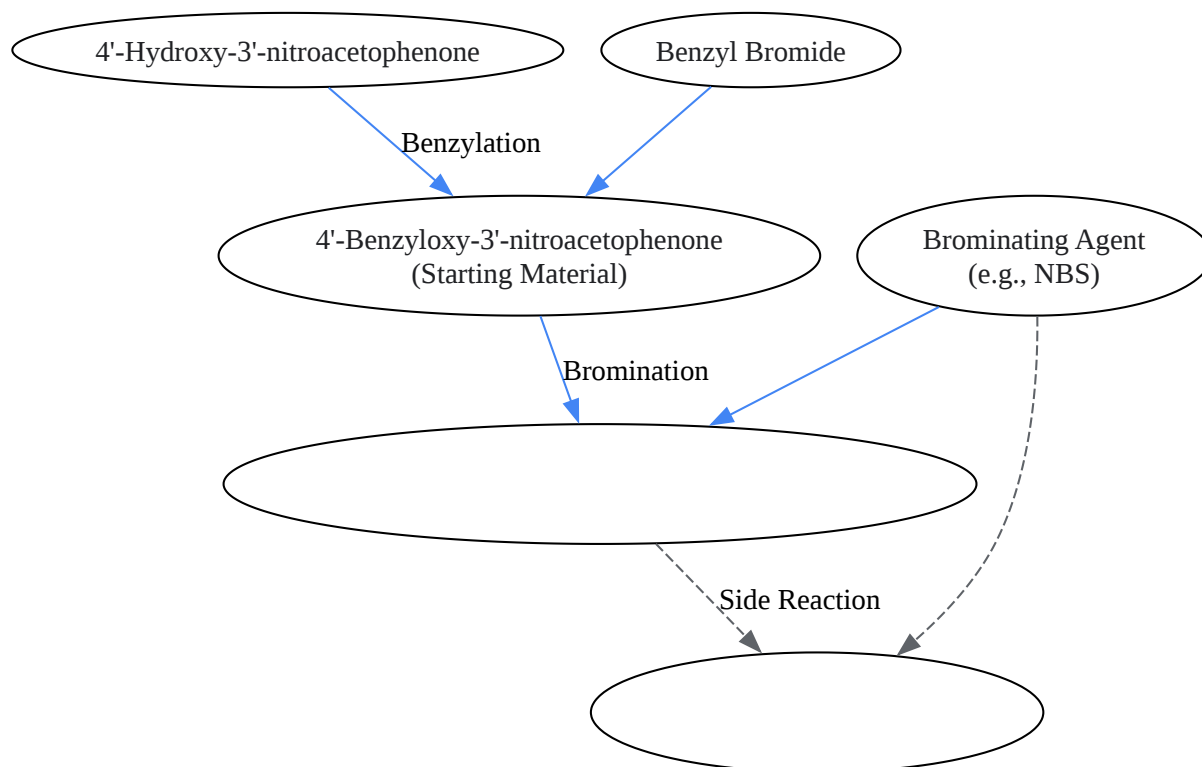 4'-Hydroxy-3'-nitroacetophenone
Benzyl Bromide
Benzylation
4'-Benzyloxy-3'-nitroacetophenone
(Starting Material)
Brominating Agent
(e.g., NBS)
Bromination
Side Reaction